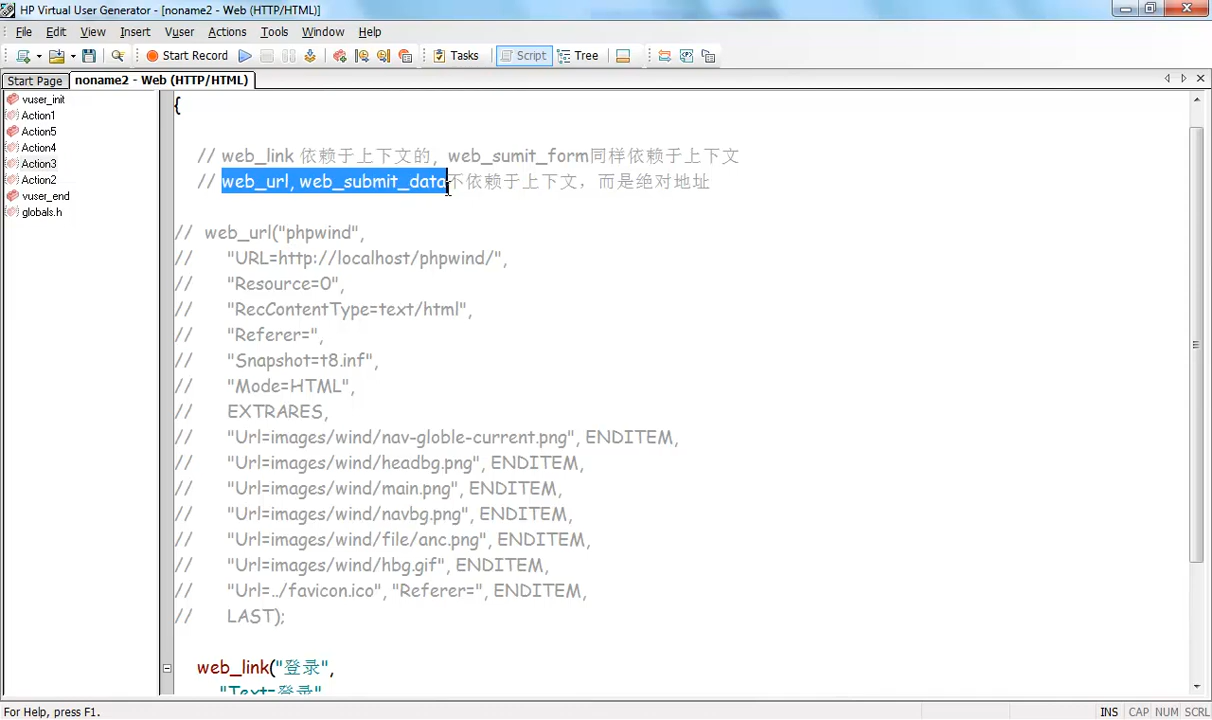 HP Virtual User Generator - [noname2 - Web (HTTP/HTML)]
File Edit View Insert Vuser Actions Tools Window Help
Start Record Tasks Script Tree
Start Page noname2 - Web (HTTP/HTML)
vuser_init
Action1
Action5
Action4
Action3
Action2
vuser_end
globals.h
{
// web_link 依赖于上下文的, web_sumit_form同样依赖于上下文
// web_url, web_submit_data不依赖于上下文，而是绝对地址
// web_url("phpwind",
// "URL=http://localhost/phpwind/",
// "Resource=0",
// "RecContentType=text/html",
// "Referer=",
// "Snapshot=t8.inf",
// "Mode=HTML",
// EXTRARES,
// "Url=images/wind/nav-globle-current.png", ENDITEM,
// "Url=images/wind/headbg.png", ENDITEM,
// "Url=images/wind/main.png", ENDITEM,
// "Url=images/wind/navbg.png", ENDITEM,
// "Url=images/wind/file/anc.png", ENDITEM,
// "Url=images/wind/hbg.gif", ENDITEM,
// "Url=../favicon.ico", "Referer=", ENDITEM,
// LAST);
web_link("登录",
"Text=登录"
For Help, press F1.
INS CAP NUM SCRL